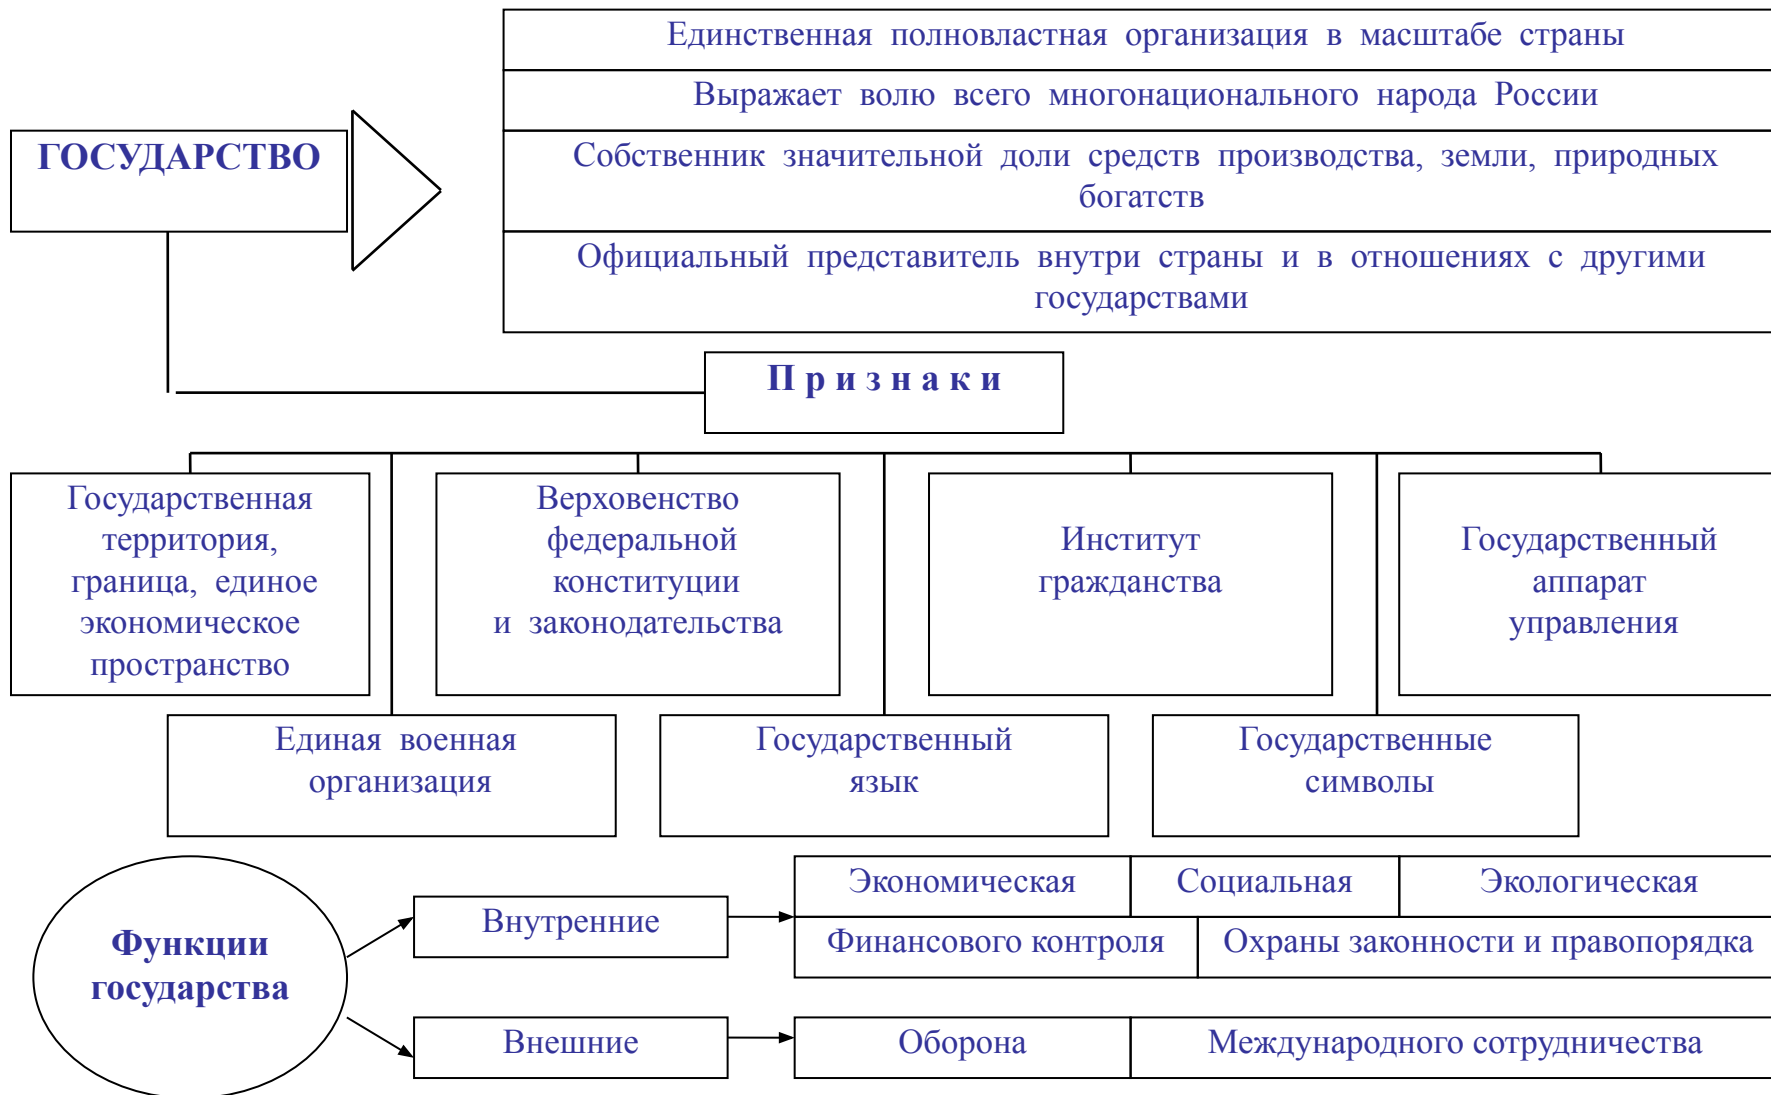 Единственная полновластная организация в масштабе страны
Выражает волю всего многонационального народа России
ГОСУДАРСТВО
Собственник значительной доли средств производства, земли, природных
богатств
Официальный представитель внутри страны и в отношениях с другими
государствами
Признаки
Государственная
территория,
граница, единое
экономическое
пространство
Верховенство
федеральной
конституции
и законодательства
Институт
гражданства
Государственный
аппарат
управления
Единая военная
организация
Государственный
язык
Государственные
символы
Функции
государства
Внутренние
Экономическая
Социальная
Экологическая
Финансового контроля
Охраны законности и правопорядка
Внешние
Оборона
Международного сотрудничества